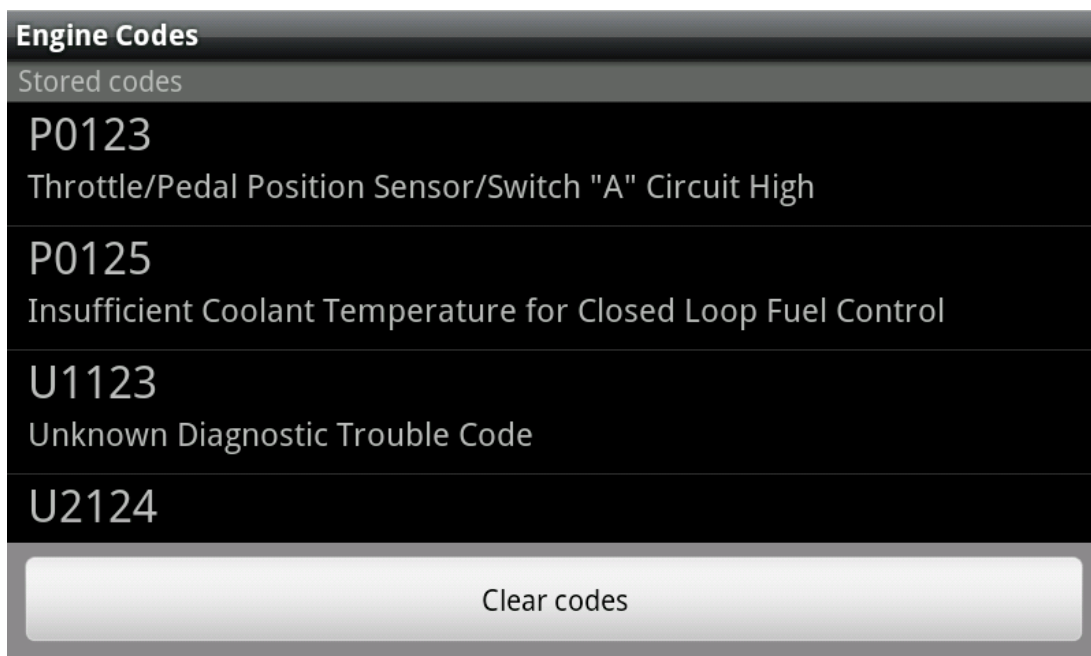 Engine Codes
Stored codes
P0123
Throttle/Pedal Position Sensor/Switch "A" Circuit High
P0125
Insufficient Coolant Temperature for Closed Loop Fuel Control
U1123
Unknown Diagnostic Trouble Code
U2124
Clear codes